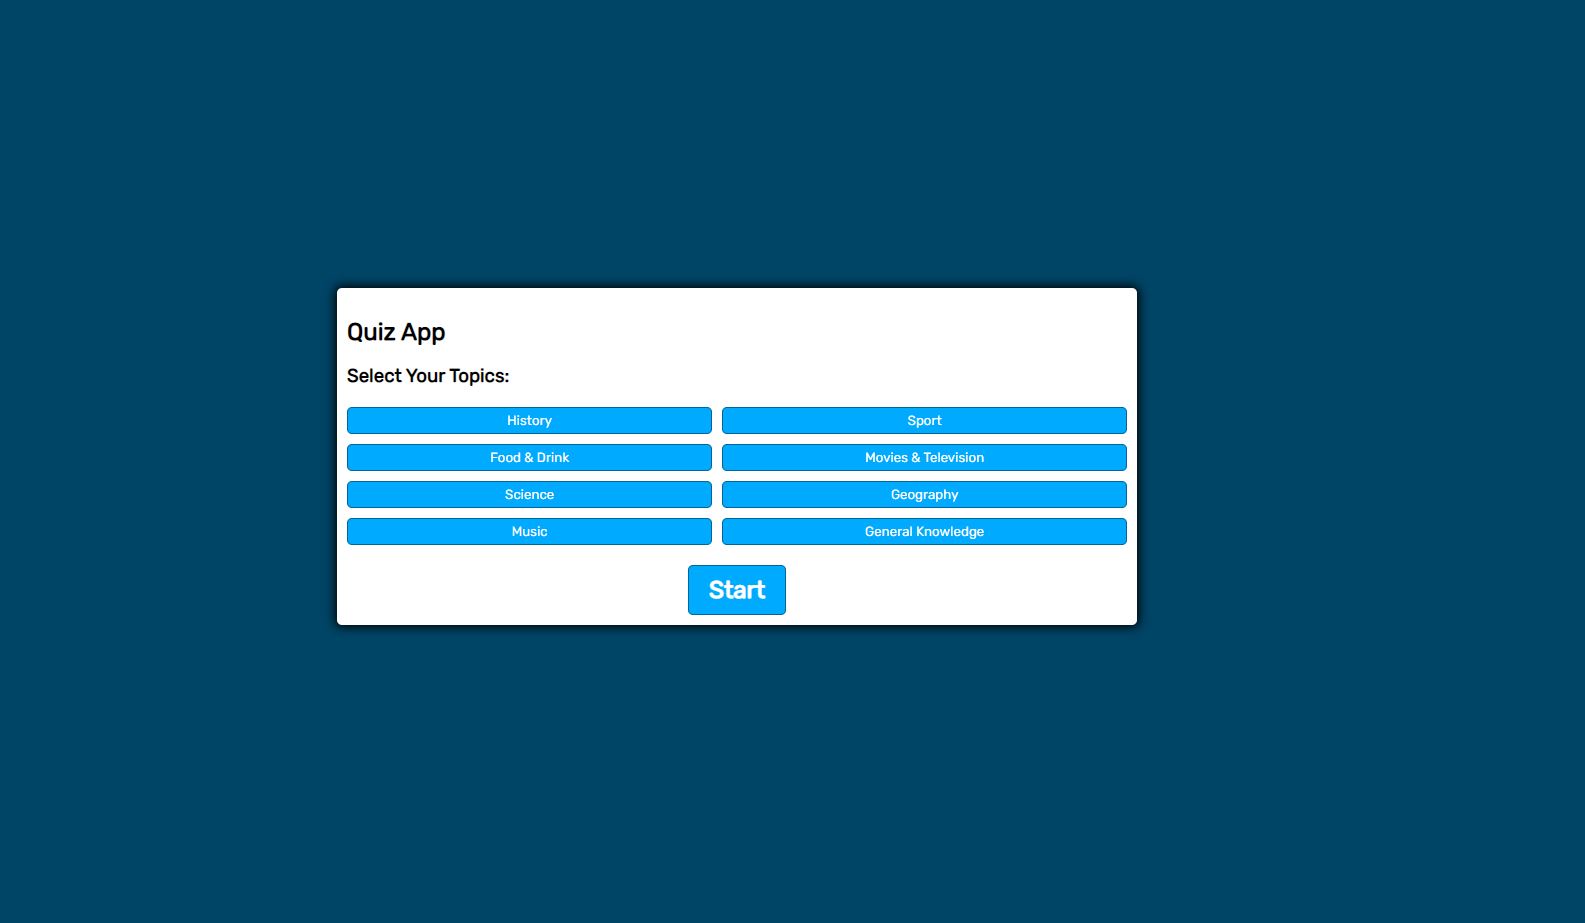 Quiz App
Select Your Topics:
History
Sport
Food & Drink
Movies & Television
Science
Geography
Music
General Knowledge
Start